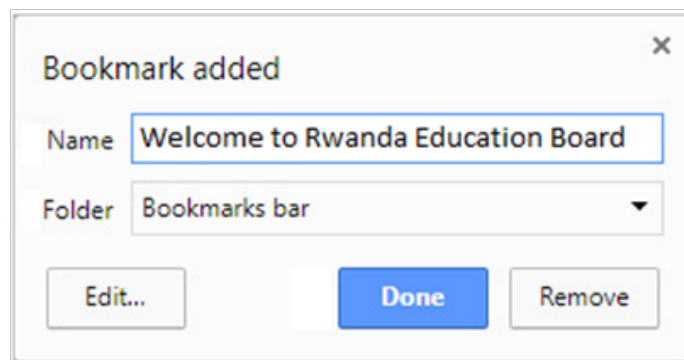 Bookmark added
Name Welcome to Rwanda Education Board
Folder Bookmarks bar
Edit... Done Remove